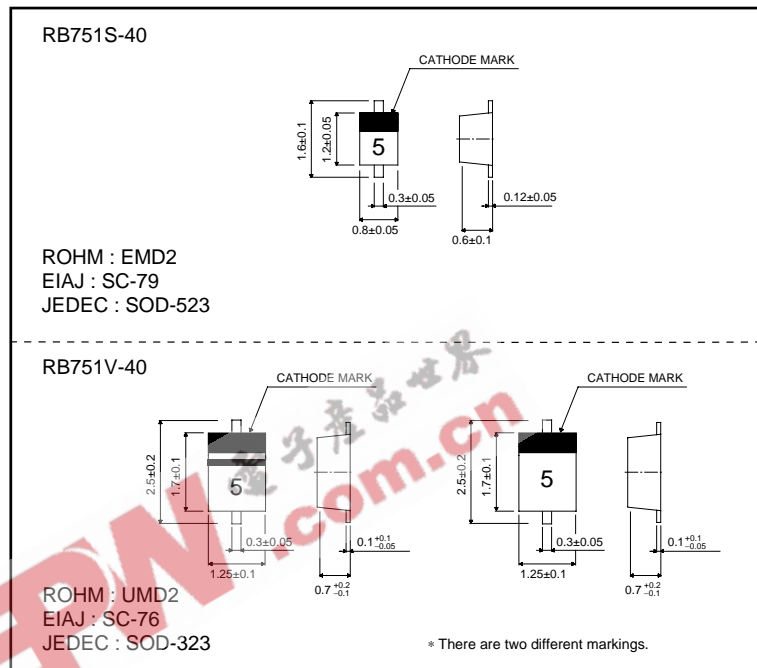 RB751S-40
CATHODE MARK
1.6±0.1
1.2±0.05
5
0.3±0.05
0.12±0.05
0.8±0.05
0.6±0.1
ROHM : EMD2
EIAJ : SC-79
JEDEC : SOD-523
RB751V-40
CATHODE MARK
2.5±0.2
1.7±0.1
5
0.3±0.05
0.1 +0.1 −0.05
1.25±0.1
0.7 +0.2 −0.1
CATHODE MARK
2.5±0.2
1.7±0.1
5
0.3±0.05
0.1 +0.1 −0.05
1.25±0.1
0.7 +0.2 −0.1
ROHM : UMD2
EIAJ : SC-76
JEDEC : SOD-323
∗ There are two different markings.
电子產品世界
.com.cn